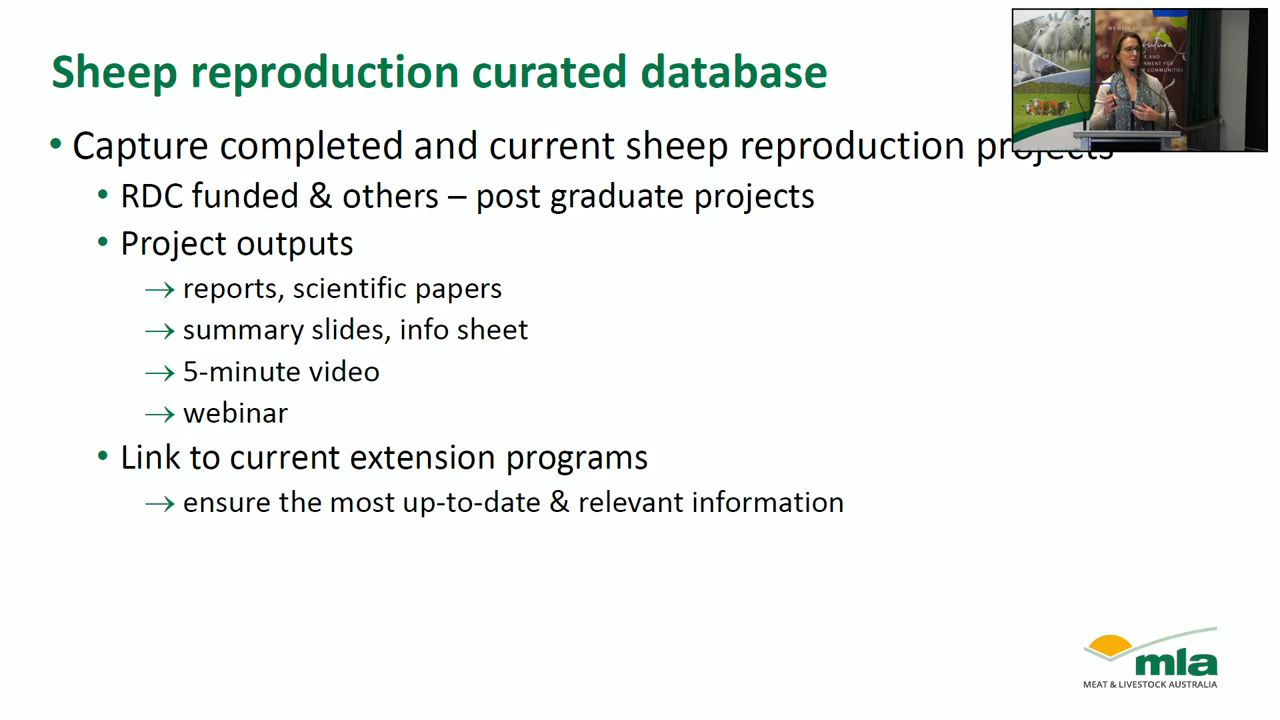 Sheep reproduction curated database
• Capture completed and current sheep reproduction projects
• RDC funded & others – post graduate projects
• Project outputs
→ reports, scientific papers
→ summary slides, info sheet
→ 5-minute video
→ webinar
• Link to current extension programs
→ ensure the most up-to-date & relevant information
mla
MEAT & LIVESTOCK AUSTRALIA